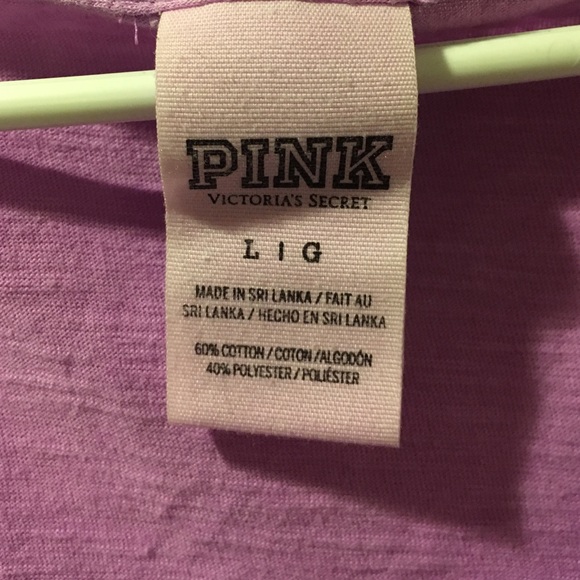 PINK
VICTORIA'S SECRET
L | G
MADE IN SRI LANKA / FAIT AU
SRI LANKA / HECHO EN SRI LANKA
60% COTTON / COTON /ALGODÓN
40% POLYESTER / POLIÉSTER